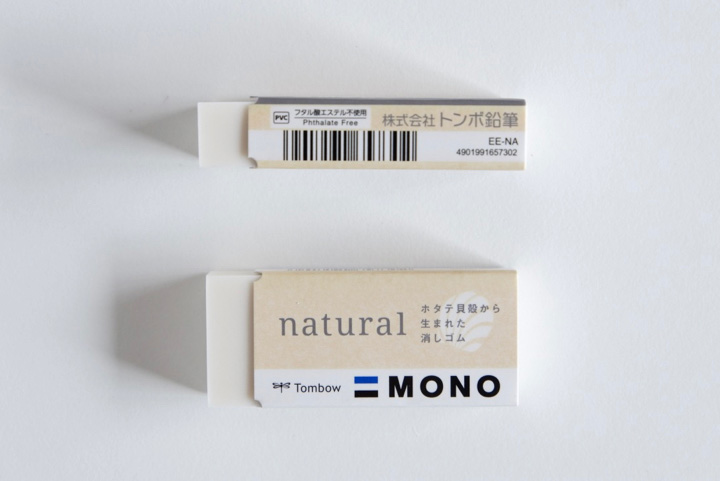 PVC
フタル酸エステル不使用
Phthalate Free
株式会社トンボ鉛筆
EE-NA
4901991657302
natural
ホタテ貝殻から
生まれた
消しゴム
Tombow
MONO